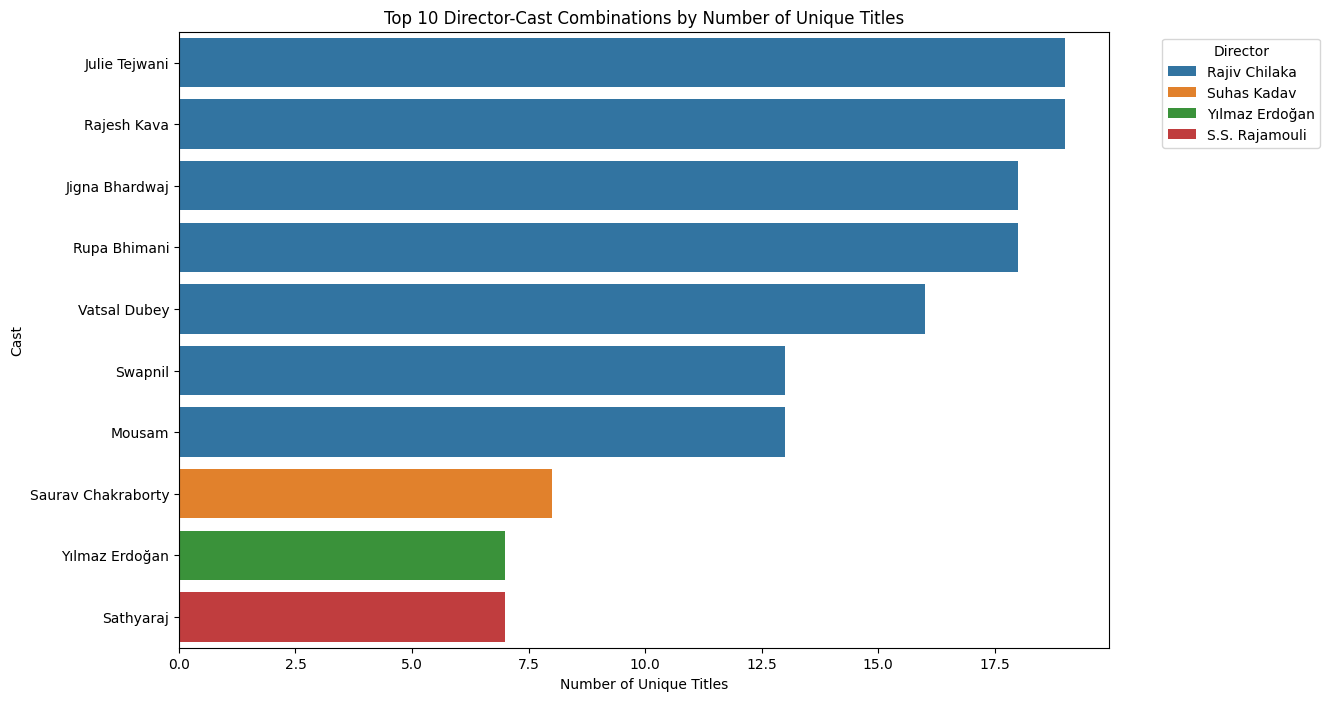 Top 10 Director-Cast Combinations by Number of Unique Titles
Director
Rajiv Chilaka
Suhas Kadav
Yılmaz Erdoğan
S.S. Rajamouli
Cast
Julie Tejwani
Rajesh Kava
Jigna Bhardwaj
Rupa Bhimani
Vatsal Dubey
Swapnil
Mousam
Saurav Chakraborty
Yılmaz Erdoğan
Sathyaraj
0.0 2.5 5.0 7.5 10.0 12.5 15.0 17.5
Number of Unique Titles